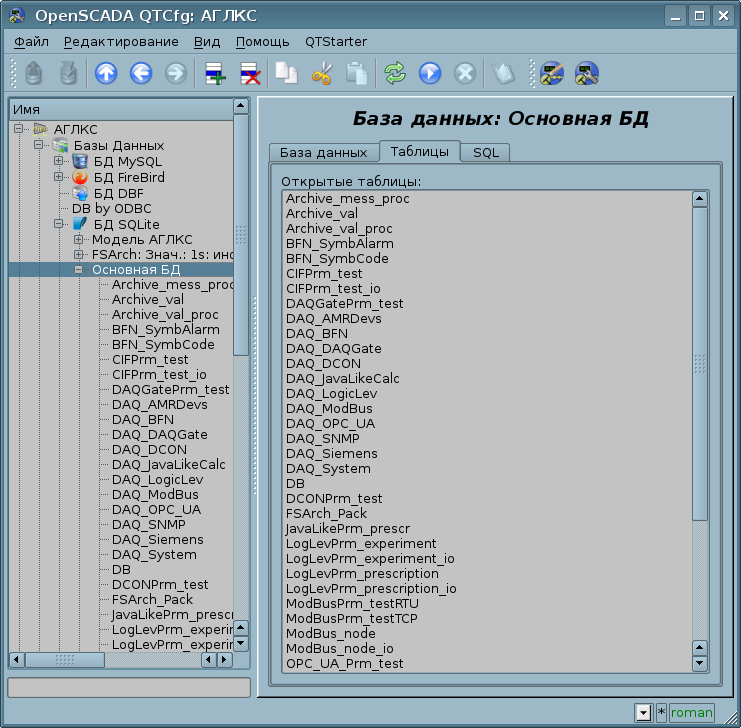 OpenSCADA QTCfg: АГЛКС
Файл Редактирование Вид Помощь QTStarter
Имя
АГЛКС
Базы Данных
БД MySQL
БД FireBird
БД DBF
DB by ODBC
БД SQLite
Модель АГЛКС
FSArch: Знач.: 1s: инс
Основная БД
Archive_mess_proc
Archive_val
Archive_val_proc
BFN_SymbAlarm
BFN_SymbCode
CIFPrm_test
CIFPrm_test_io
DAQGatePrm_test
DAQ_AMRDevs
DAQ_BFN
DAQ_DAQGate
DAQ_DCON
DAQ_JavaLikeCalc
DAQ_LogicLev
DAQ_ModBus
DAQ_OPC_UA
DAQ_SNMP
DAQ_Siemens
DAQ_System
DB
DCONPrm_test
FSArch_Pack
JavaLikePrm_prescr
LogLevPrm_experin
LogLevPrm_experin
База данных: Основная БД
База данных Таблицы SQL
Открытые таблицы:
Archive_mess_proc
Archive_val
Archive_val_proc
BFN_SymbAlarm
BFN_SymbCode
CIFPrm_test
CIFPrm_test_io
DAQGatePrm_test
DAQ_AMRDevs
DAQ_BFN
DAQ_DAQGate
DAQ_DCON
DAQ_JavaLikeCalc
DAQ_LogicLev
DAQ_ModBus
DAQ_OPC_UA
DAQ_SNMP
DAQ_Siemens
DAQ_System
DB
DCONPrm_test
FSArch_Pack
JavaLikePrm_prescr
LogLevPrm_experiment
LogLevPrm_experiment_io
LogLevPrm_prescription
LogLevPrm_prescription_io
ModBusPrm_testRTU
ModBusPrm_testTCP
ModBus_node
ModBus_node_io
OPC_UA_Prm_test
* roman